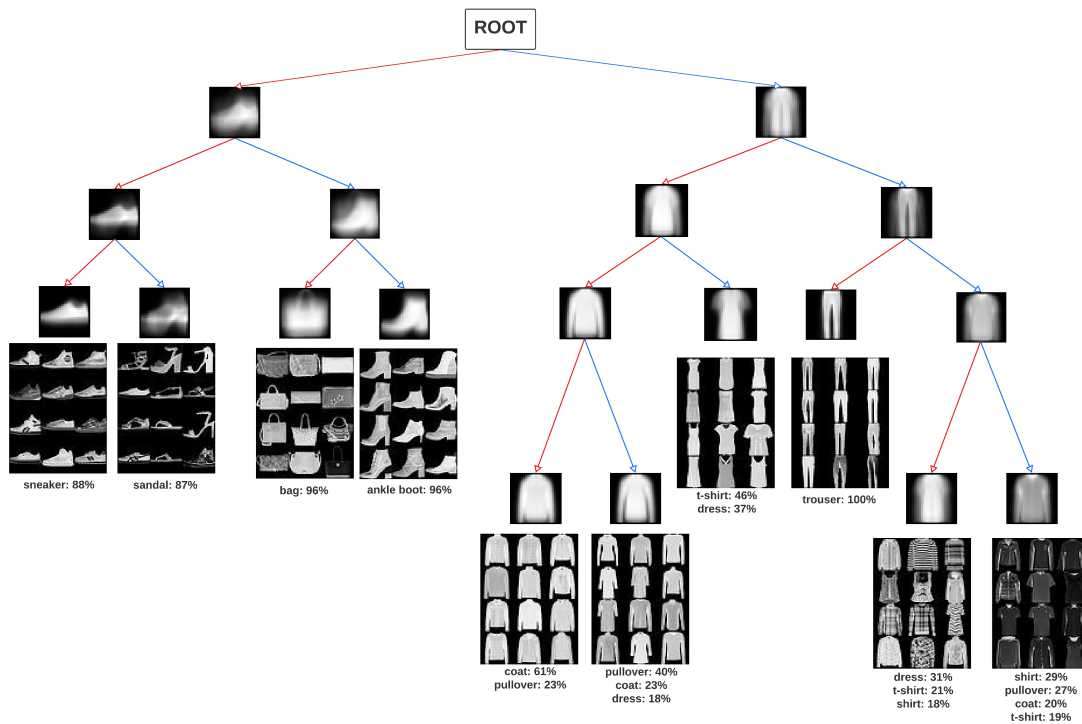 ROOT
sneaker: 88%
sandal: 87%
bag: 96%
ankle boot: 96%
t-shirt: 46%
dress: 37%
trouser: 100%
coat: 61%
pullover: 23%
pullover: 40%
coat: 23%
dress: 18%
dress: 31%
t-shirt: 21%
shirt: 18%
shirt: 29%
pullover: 27%
coat: 20%
t-shirt: 19%